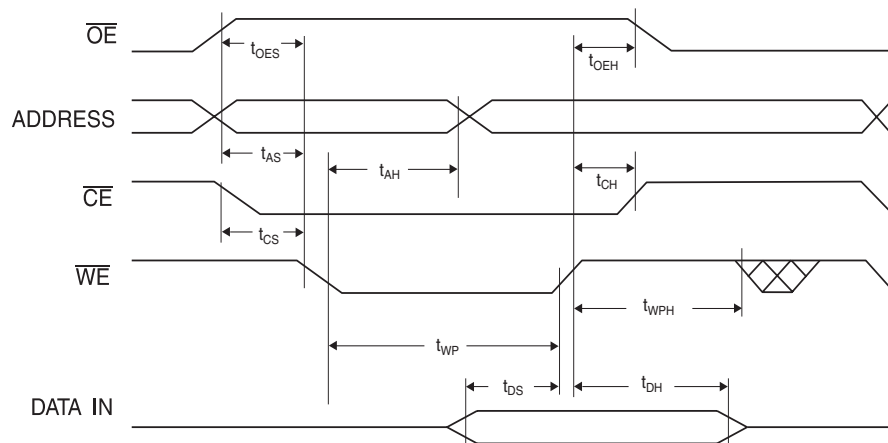 OE
tOES
tOEH
ADDRESS
tAS
tAH
tCH
CE
tCS
WE
tWPH
tWP
tDS
tDH
DATA IN